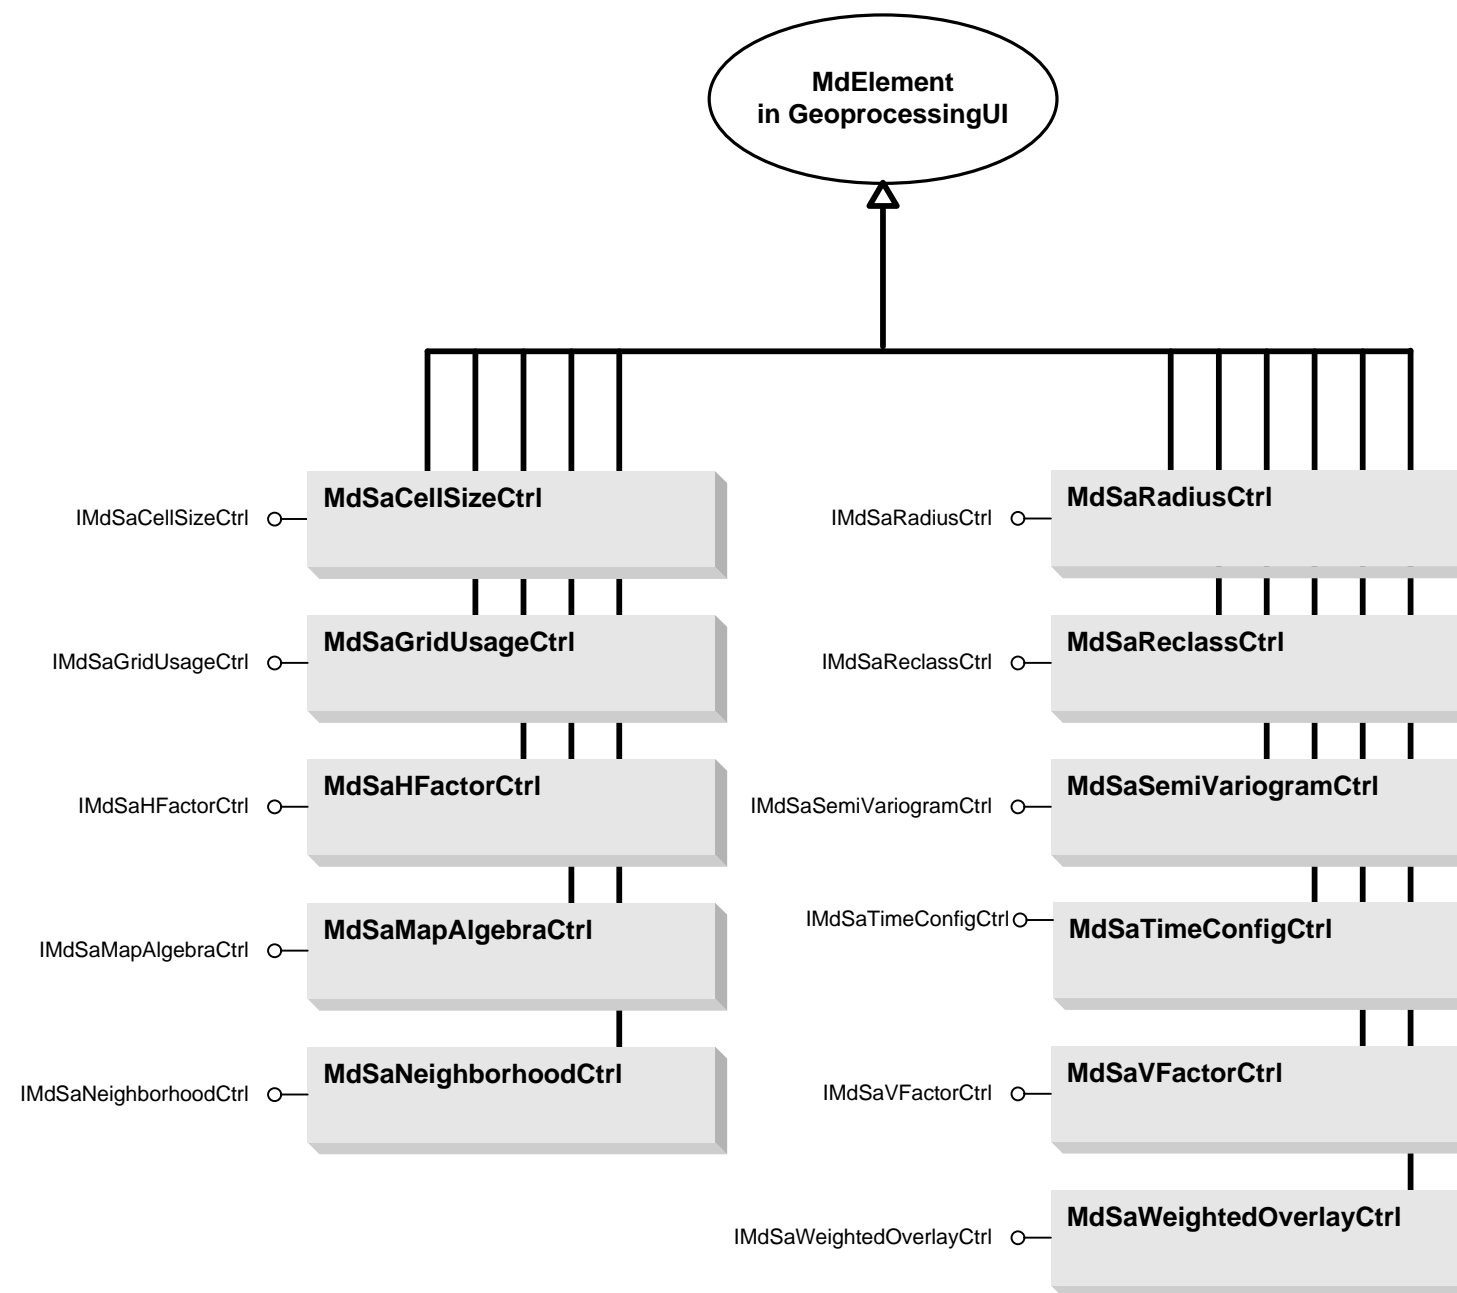 MdElement
in GeoprocessingUI
MdSaCellSizeCtrl
IMdSaCellSizeCtrl
MdSaGridUsageCtrl
IMdSaGridUsageCtrl
MdSaHFactorCtrl
IMdSaHFactorCtrl
MdSaMapAlgebraCtrl
IMdSaMapAlgebraCtrl
MdSaNeighborhoodCtrl
IMdSaNeighborhoodCtrl
MdSaRadiusCtrl
IMdSaRadiusCtrl
MdSaReclassCtrl
IMdSaReclassCtrl
MdSaSemiVariogramCtrl
IMdSaSemiVariogramCtrl
IMdSaTimeConfigCtrl
MdSaTimeConfigCtrl
MdSaVFactorCtrl
IMdSaVFactorCtrl
MdSaWeightedOverlayCtrl
IMdSaWeightedOverlayCtrl